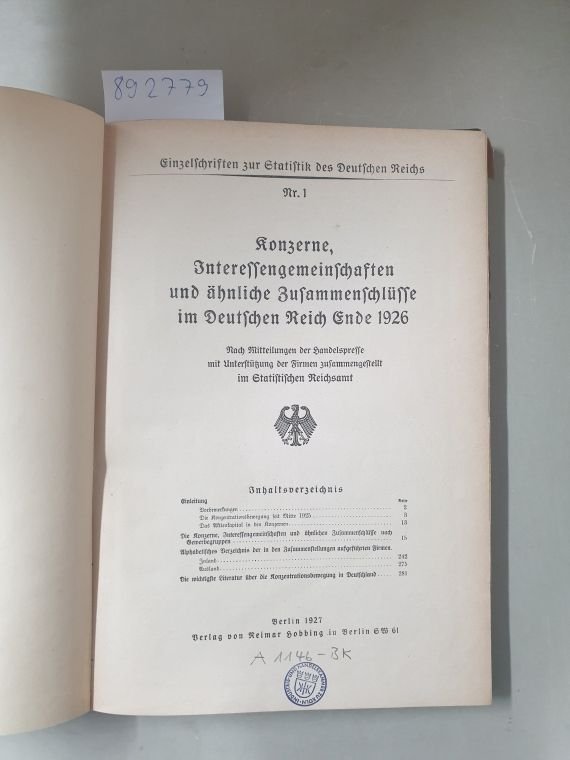 892779
Einzelschriften zur Statistik des Deutschen Reichs
Nr. 1
Konzerne,
Interessengemeinschaften
und ähnliche Zusammenschlüsse
im Deutschen Reich Ende 1926
Nach Mitteilungen der Handelspresse
mit Unterstützung der Firmen zusammengestellt
im Statistischen Reichsamt
Inhaltsverzeichnis
Einleitung Seite
Vorbemerkungen 2
Die Konzentrationsbewegung seit Mitte 1925 3
Das Aktienkapital in den Konzernen 13
Die Konzerne, Interessengemeinschaften und ähnlichen Zusammenschlüsse nach
Gewerbegruppen 15
Alphabetisches Verzeichnis der in den Zusammenstellungen aufgeführten Firmen.
Inland 242
Ausland 275
Die wichtigste Literatur über die Konzentrationsbewegung in Deutschland 281
Berlin 1927
Verlag von Reimar Hobbing in Berlin SW 61
A 1146-BK